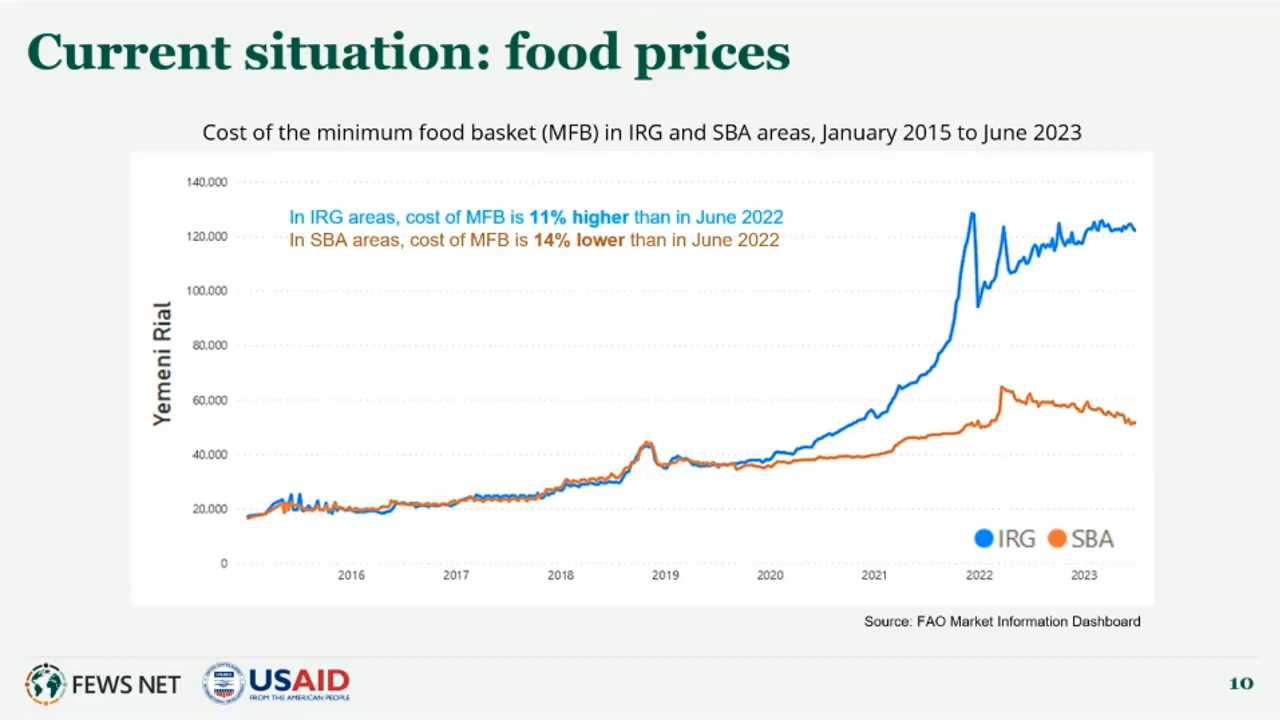 Current situation: food prices
Cost of the minimum food basket (MFB) in IRG and SBA areas, January 2015 to June 2023
140,000
In IRG areas, cost of MFB is 11% higher than in June 2022
120,000
In SBA areas, cost of MFB is 14% lower than in June 2022
100,000
80,000
60,000
40,000
20,000
0
Yemeni Rial
IRG
SBA
2016
2017
2018
2019
2020
2021
2022
2023
Source: FAO Market Information Dashboard
FEWS NET
USAID
FROM THE AMERICAN PEOPLE
10